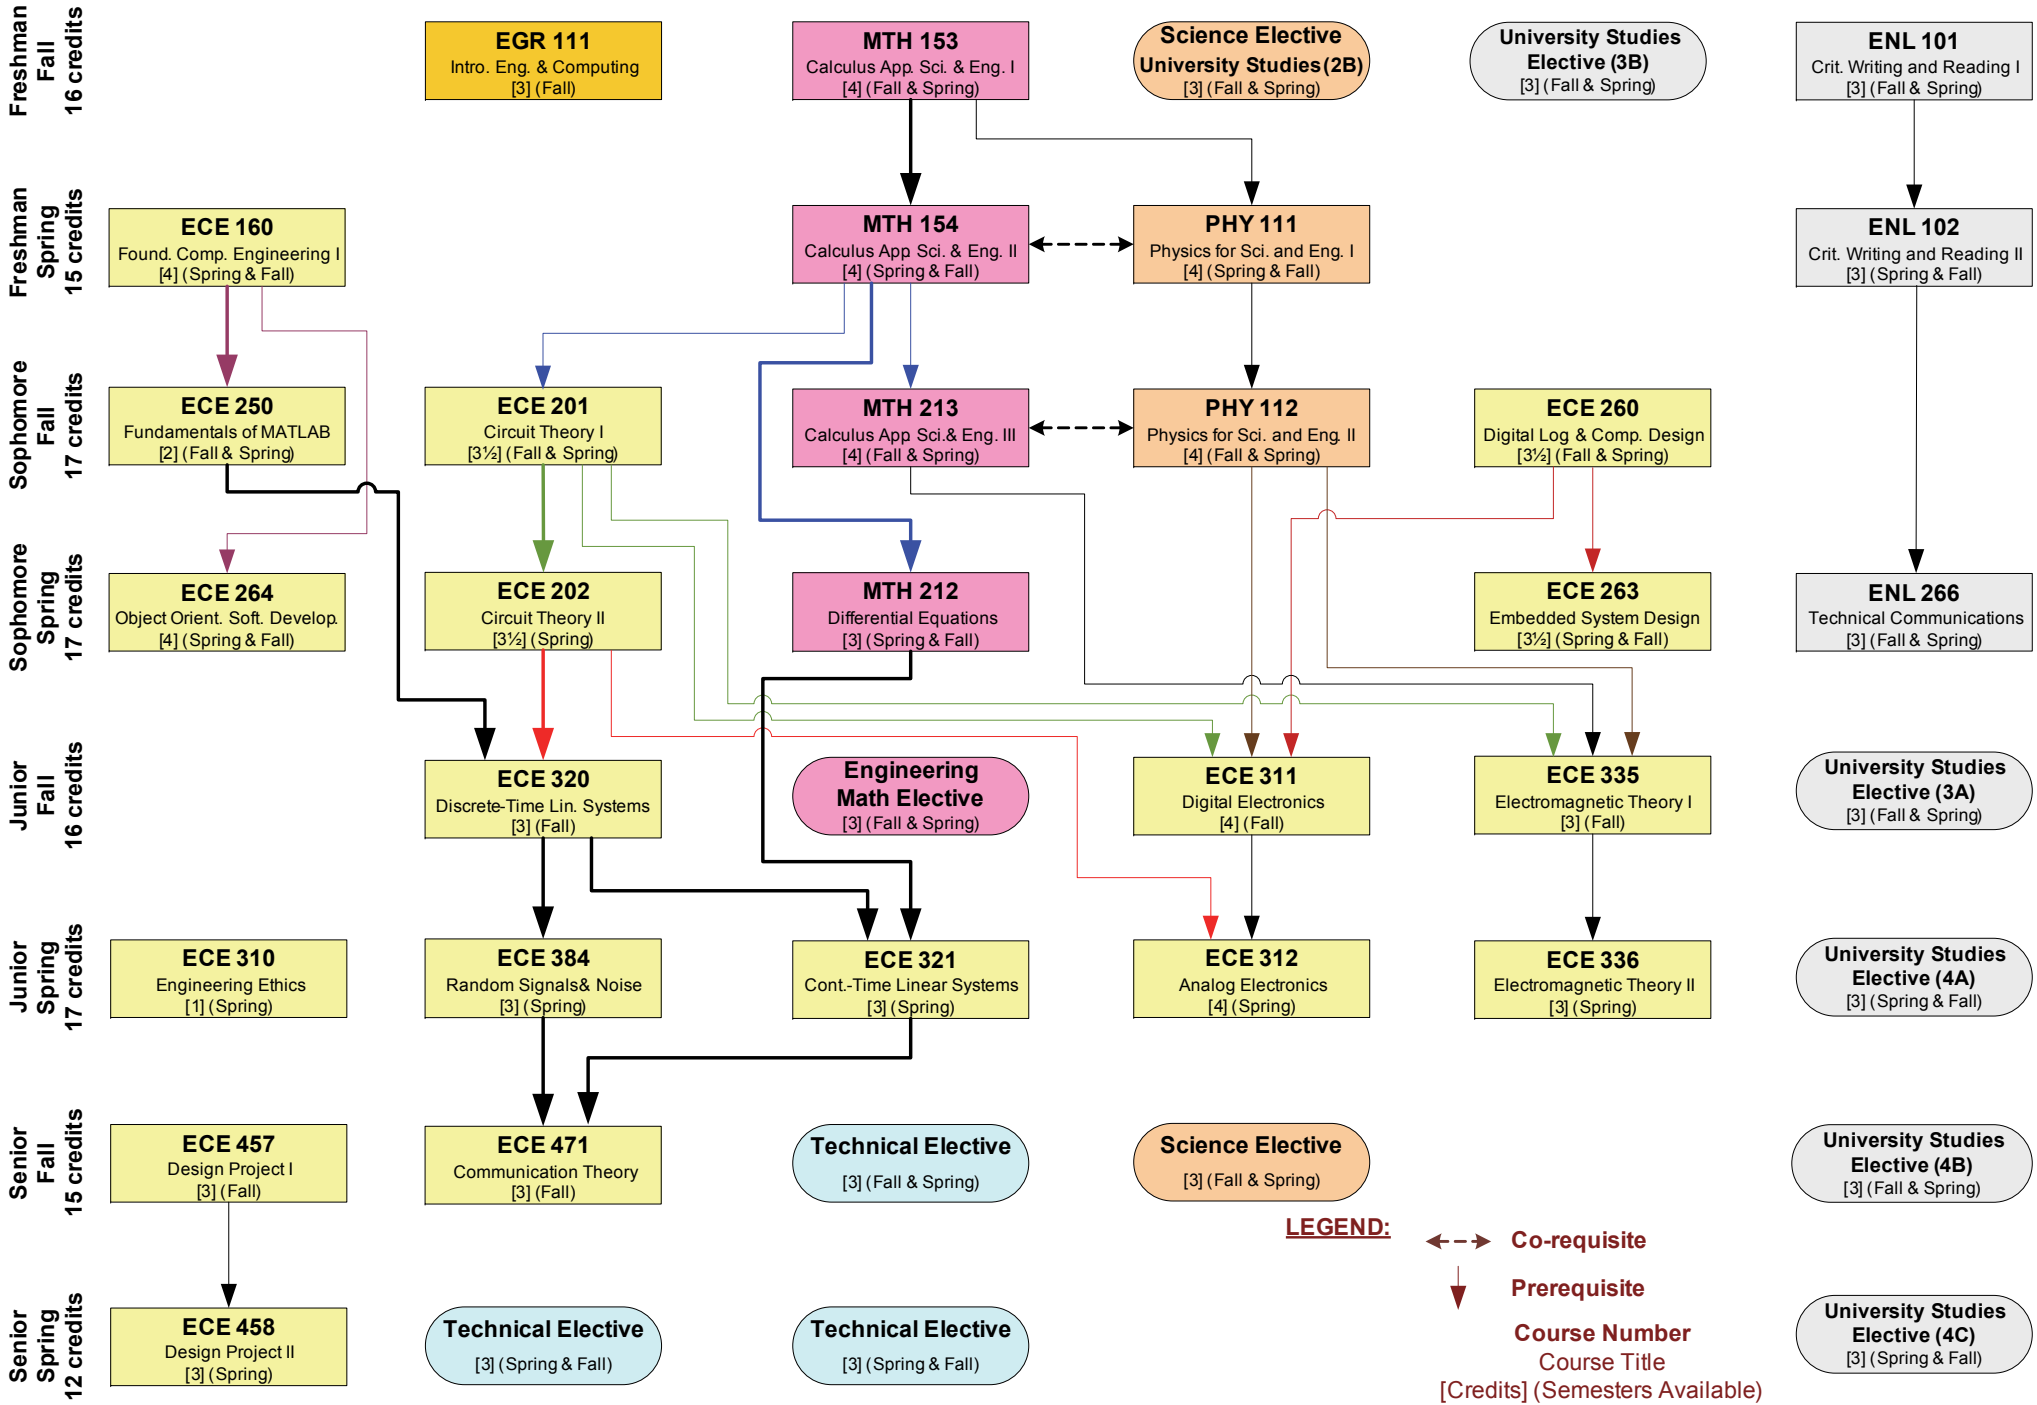 Freshman
Fall
16 credits
EGR 111
Intro. Eng. & Computing
[3] (Fall)
MTH 153
Calculus App. Sci. & Eng. I
[4] (Fall & Spring)
Science Elective
University Studies (2B)
[3] (Fall & Spring)
University Studies
Elective (3B)
[3] (Fall & Spring)
ENL 101
Crit. Writing and Reading I
[3] (Fall & Spring)
Freshman
Spring
15 credits
ECE 160
Found. Comp. Engineering I
[4] (Spring & Fall)
MTH 154
Calculus App. Sci. & Eng. II
[4] (Spring & Fall)
PHY 111
Physics for Sci. and Eng. I
[4] (Spring & Fall)
ENL 102
Crit. Writing and Reading II
[3] (Spring & Fall)
Sophomore
Fall
17 credits
ECE 250
Fundamentals of MATLAB
[2] (Fall & Spring)
ECE 201
Circuit Theory I
[3½] (Fall & Spring)
MTH 213
Calculus App. Sci.& Eng. III
[4] (Fall & Spring)
PHY 112
Physics for Sci. and Eng. II
[4] (Fall & Spring)
ECE 260
Digital Log. & Comp. Design
[3½] (Fall & Spring)
Sophomore
Spring
17 credits
ECE 264
Object Orient. Soft. Develop.
[4] (Spring & Fall)
ECE 202
Circuit Theory II
[3½] (Spring)
MTH 212
Differential Equations
[3] (Spring & Fall)
ECE 263
Embedded System Design
[3½] (Spring & Fall)
ENL 266
Technical Communications
[3] (Fall & Spring)
Junior
Fall
16 credits
ECE 320
Discrete-Time Lin. Systems
[3] (Fall)
Engineering
Math Elective
[3] (Fall & Spring)
ECE 311
Digital Electronics
[4] (Fall)
ECE 335
Electromagnetic Theory I
[3] (Fall)
University Studies
Elective (3A)
[3] (Fall & Spring)
Junior
Spring
17 credits
ECE 310
Engineering Ethics
[1] (Spring)
ECE 384
Random Signals& Noise
[3] (Spring)
ECE 321
Cont.-Time Linear Systems
[3] (Spring)
ECE 312
Analog Electronics
[4] (Spring)
ECE 336
Electromagnetic Theory II
[3] (Spring)
University Studies
Elective (4A)
[3] (Spring & Fall)
Senior
Fall
15 credits
ECE 457
Design Project I
[3] (Fall)
ECE 471
Communication Theory
[3] (Fall)
Technical Elective
[3] (Fall & Spring)
Science Elective
[3] (Fall & Spring)
University Studies
Elective (4B)
[3] (Fall & Spring)
LEGEND:
Co-requisite
Prerequisite
Course Number
Course Title
[Credits] (Semesters Available)
Senior
Spring
12 credits
ECE 458
Design Project II
[3] (Spring)
Technical Elective
[3] (Spring & Fall)
Technical Elective
[3] (Spring & Fall)
University Studies
Elective (4C)
[3] (Spring & Fall)